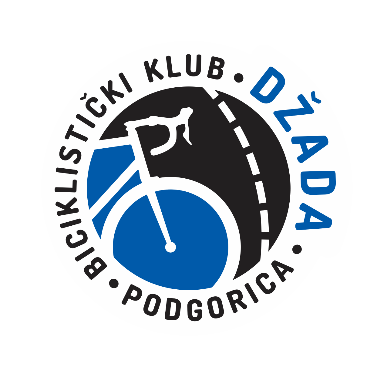 BICIKLISTIČKI KLUB • DŽADA • PODGORICA •